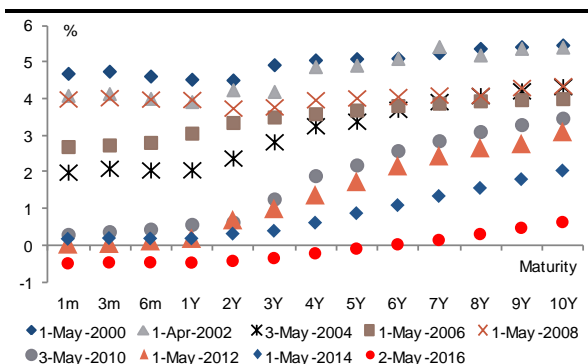 %
6
5
4
3
2
1
0
-1
Maturity
1m 3m 6m 1Y 2Y 3Y 4Y 5Y 6Y 7Y 8Y 9Y 10Y
1-May-2000 1-Apr-2002 3-May-2004 1-May-2006 1-May-2008
3-May-2010 1-May-2012 1-May-2014 2-May-2016